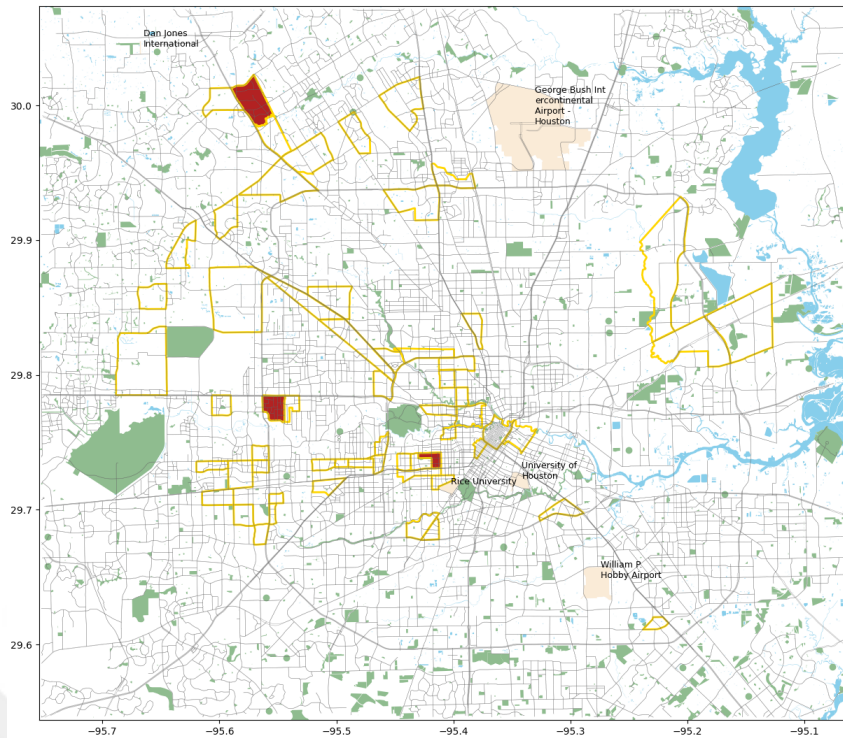 Dan Jones
International
30.0
George Bush Int
ercontinental
Airport -
Houston
29.9
29.8
University of
Houston
Rice University
29.7
William P.
Hobby Airport
29.6
−95.7
−95.6
−95.5
−95.4
−95.3
−95.2
−95.1